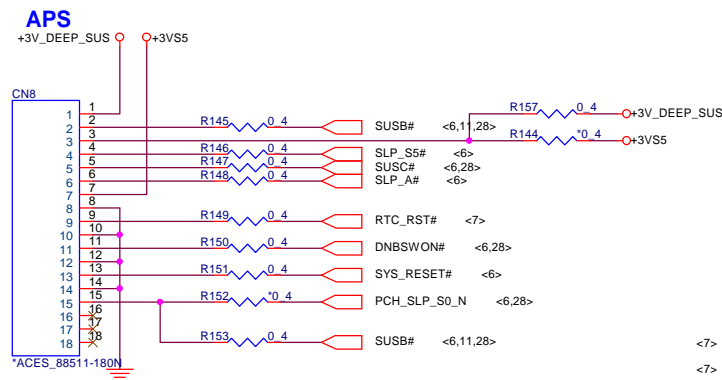 APS
+3V_DEEP_SUS +3VS5
CN8
1 1
2 2 R145 0_4 SUSB# <6,11,28>
R157 0_4 +3V_DEEP_SUS
3 3
R144 *0_4 +3VS5
4 4 R146 0_4 SLP_S5# <6>
5 5 R147 0_4 SUSC# <6,28>
6 6 R148 0_4 SLP_A# <6>
7 7
8 8
9 9 R149 0_4 RTC_RST# <7>
10 10
11 11 R150 0_4 DNBSWON# <6,28>
12 12
13 13 R151 0_4 SYS_RESET# <6>
14 14
15 15 R152 *0_4 PCH_SLP_S0_N <6,28>
16 16
17 17
18 18 R153 0_4 SUSB# <6,11,28> <7>
*ACES_88511-180N
<7>